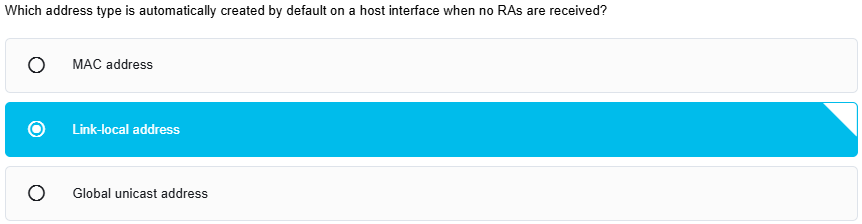 Which address type is automatically created by default on a host interface when no RAs are received?
MAC address
Link-local address
Global unicast address